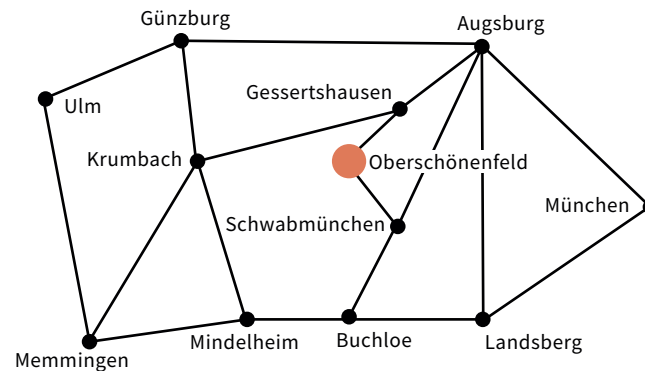 Günzburg
Augsburg
Gessertshausen
Ulm
Krumbach
Oberschönenfeld
München
Schwabmünchen
Mindelheim
Buchloe
Landsberg
Memmingen